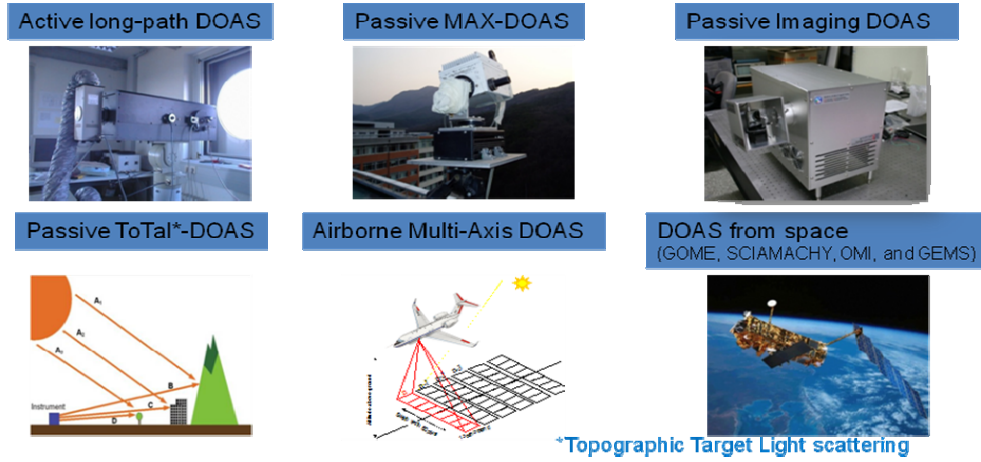 Active long-path DOAS
Passive MAX-DOAS
Passive Imaging DOAS
Passive ToTal*-DOAS
Airborne Multi-Axis DOAS
DOAS from space
(GOME, SCIAMACHY, OMI, and GEMS)
Instrument:
B
C
D
*Topographic Target Light scattering